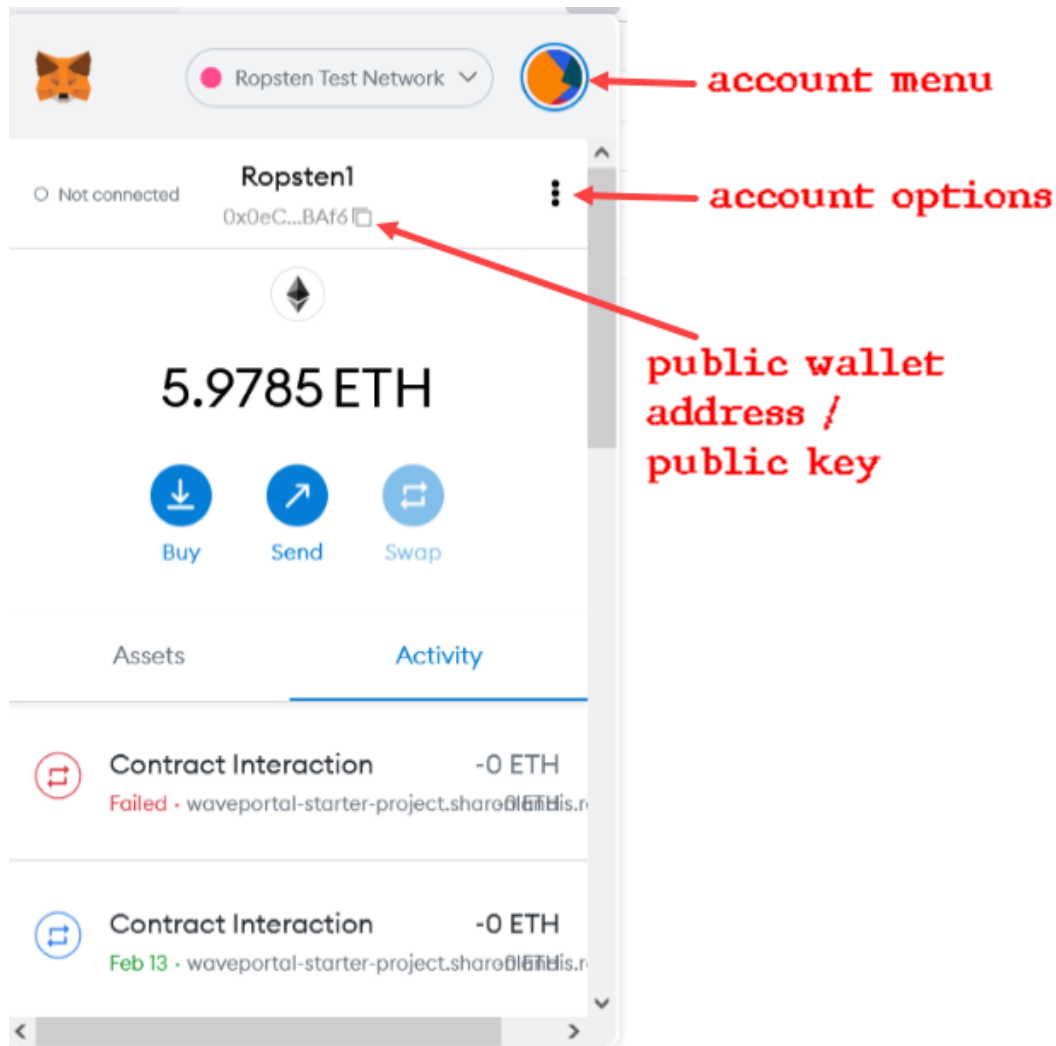 Ropsten Test Network
account menu
Not connected
Ropsten1
0x0eC...BAf6
account options
5.9785 ETH
public wallet
address /
public key
Buy
Send
Swap
Assets
Activity
Contract Interaction
-0 ETH
Failed · waveportal-starter-project.sharo
Contract Interaction
-0 ETH
Feb 13 · waveportal-starter-project.sharo